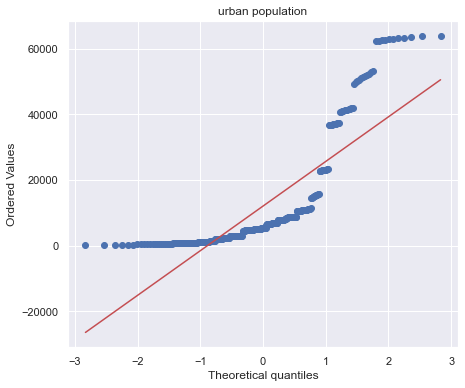 urban population
60000
40000
20000
0
−20000
Ordered Values
−3 −2 −1 0 1 2 3
Theoretical quantiles